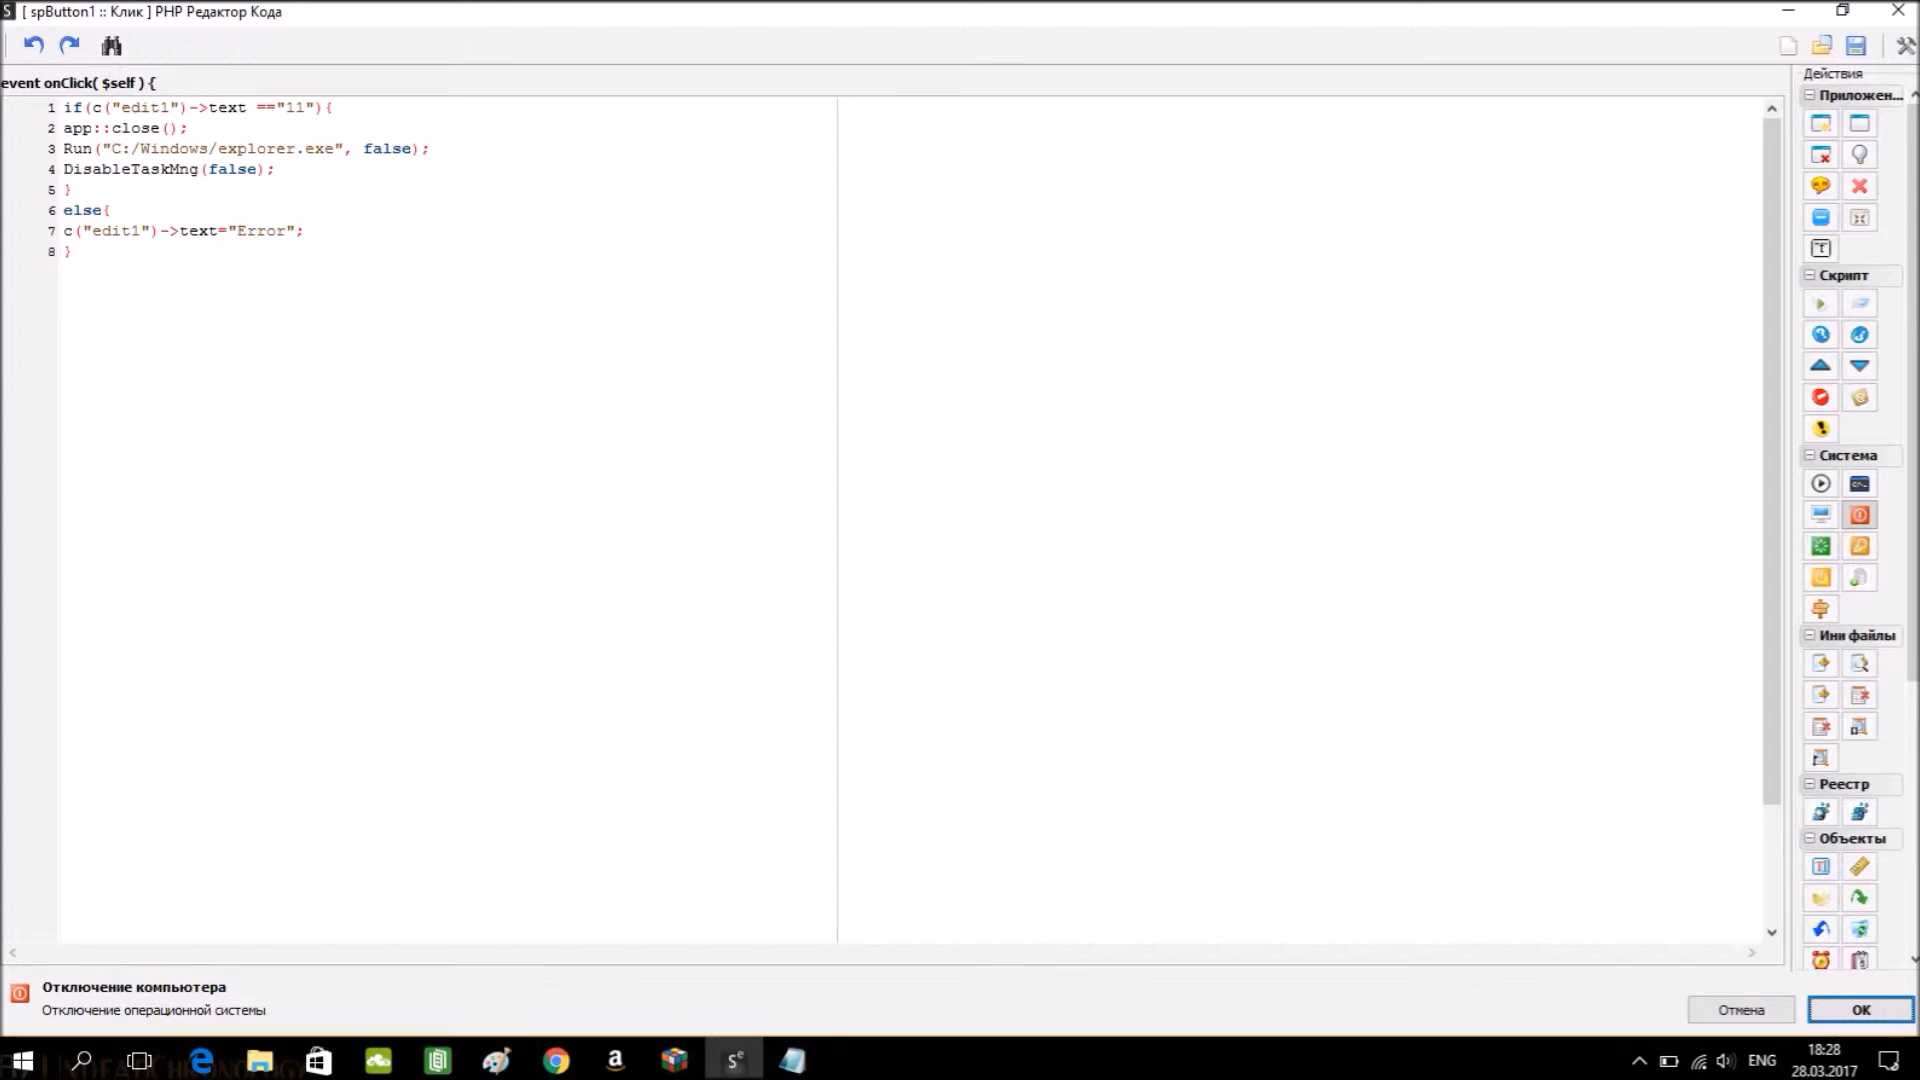 [ spButton1 :: Клик ] PHP Редактор Кода
event onClick( $self ) {
Действия
1 if(c("edit1")->text =="11"){
2 app::close();
3 Run("C:/Windows/explorer.exe", false);
4 DisableTaskMng(false);
5 }
6 else{
7 c("edit1")->text="Error";
8 }
Приложен...
Скрипт
Система
Ини файлы
Реестр
Объекты
Отключение компьютера
Отключение операционной системы
Отмена
OK
ENG
18:28
28.03.2017